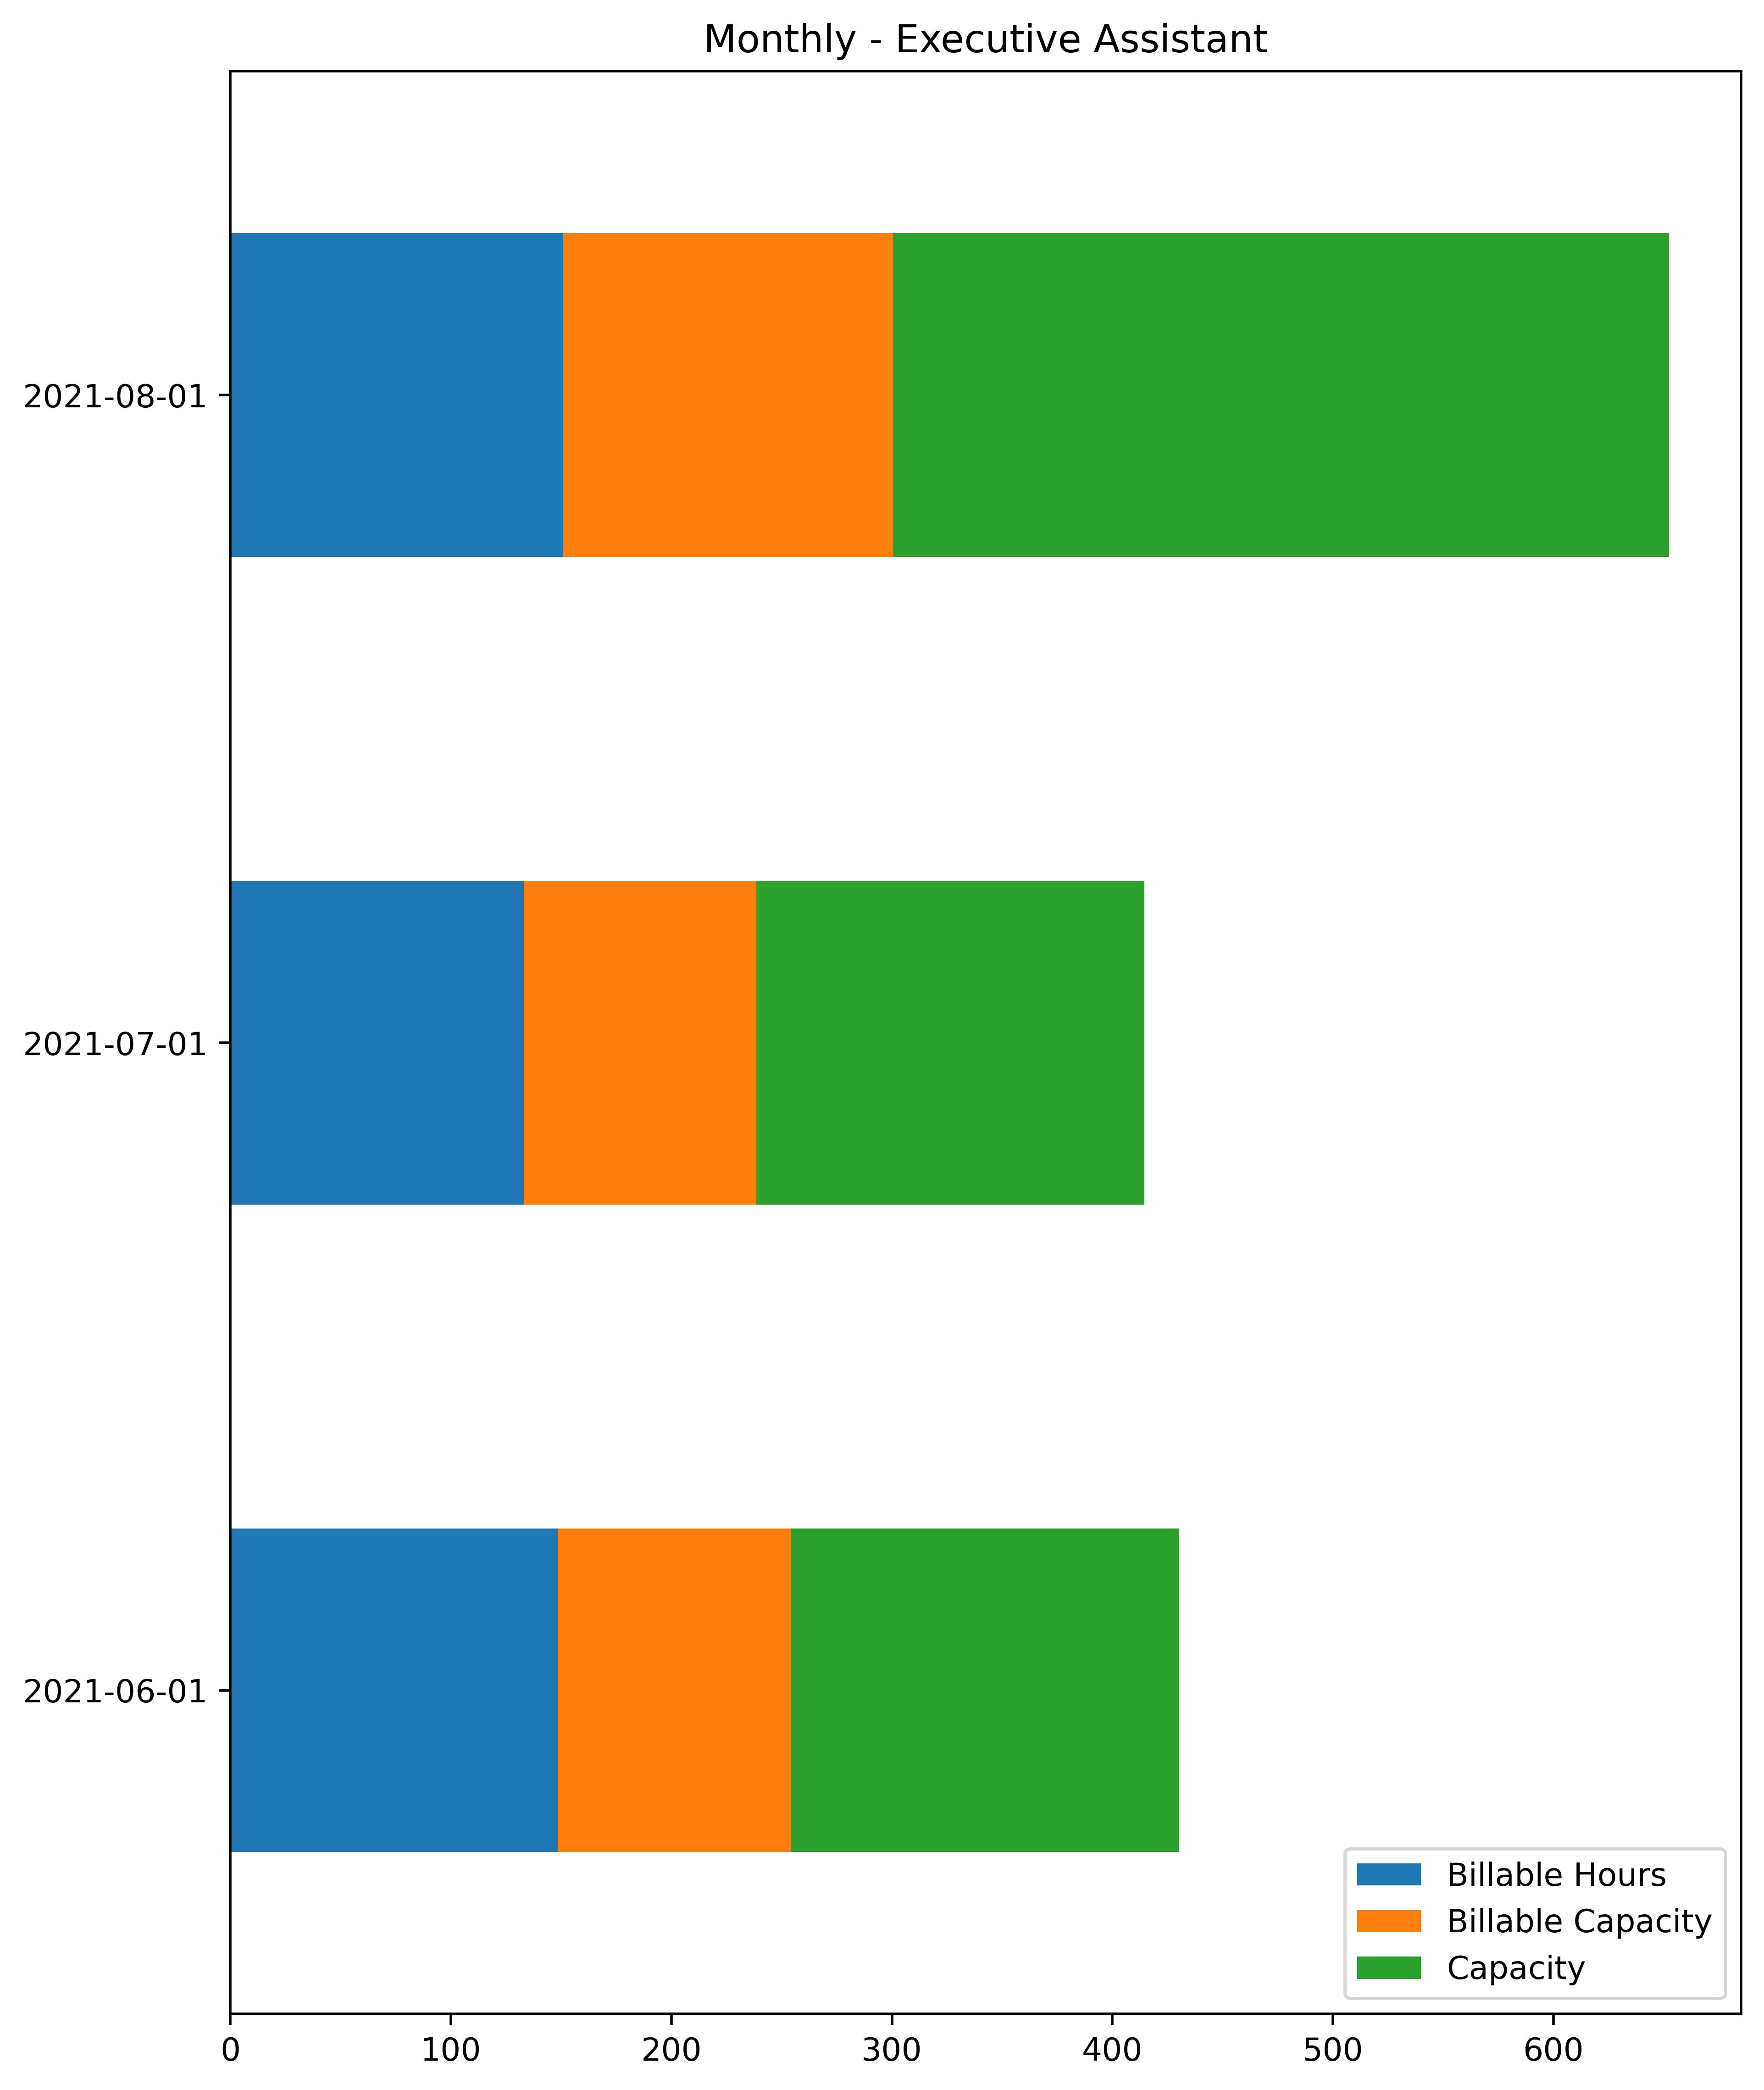 Monthly - Executive Assistant
2021-08-01
2021-07-01
2021-06-01
Billable Hours
Billable Capacity
Capacity
0 100 200 300 400 500 600